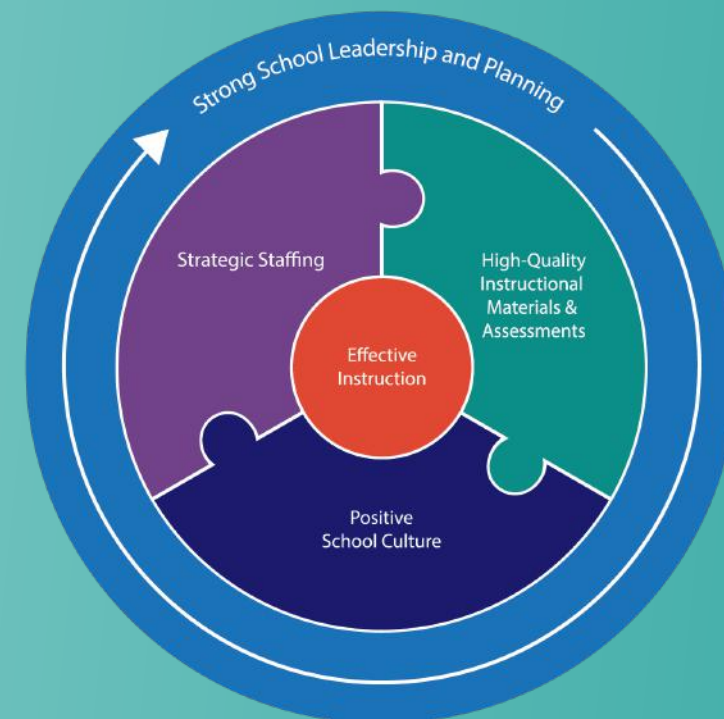 Strong School Leadership and Planning
Strategic Staffing
High-Quality
Instructional
Materials &
Assessments
Effective
Instruction
Positive
School Culture